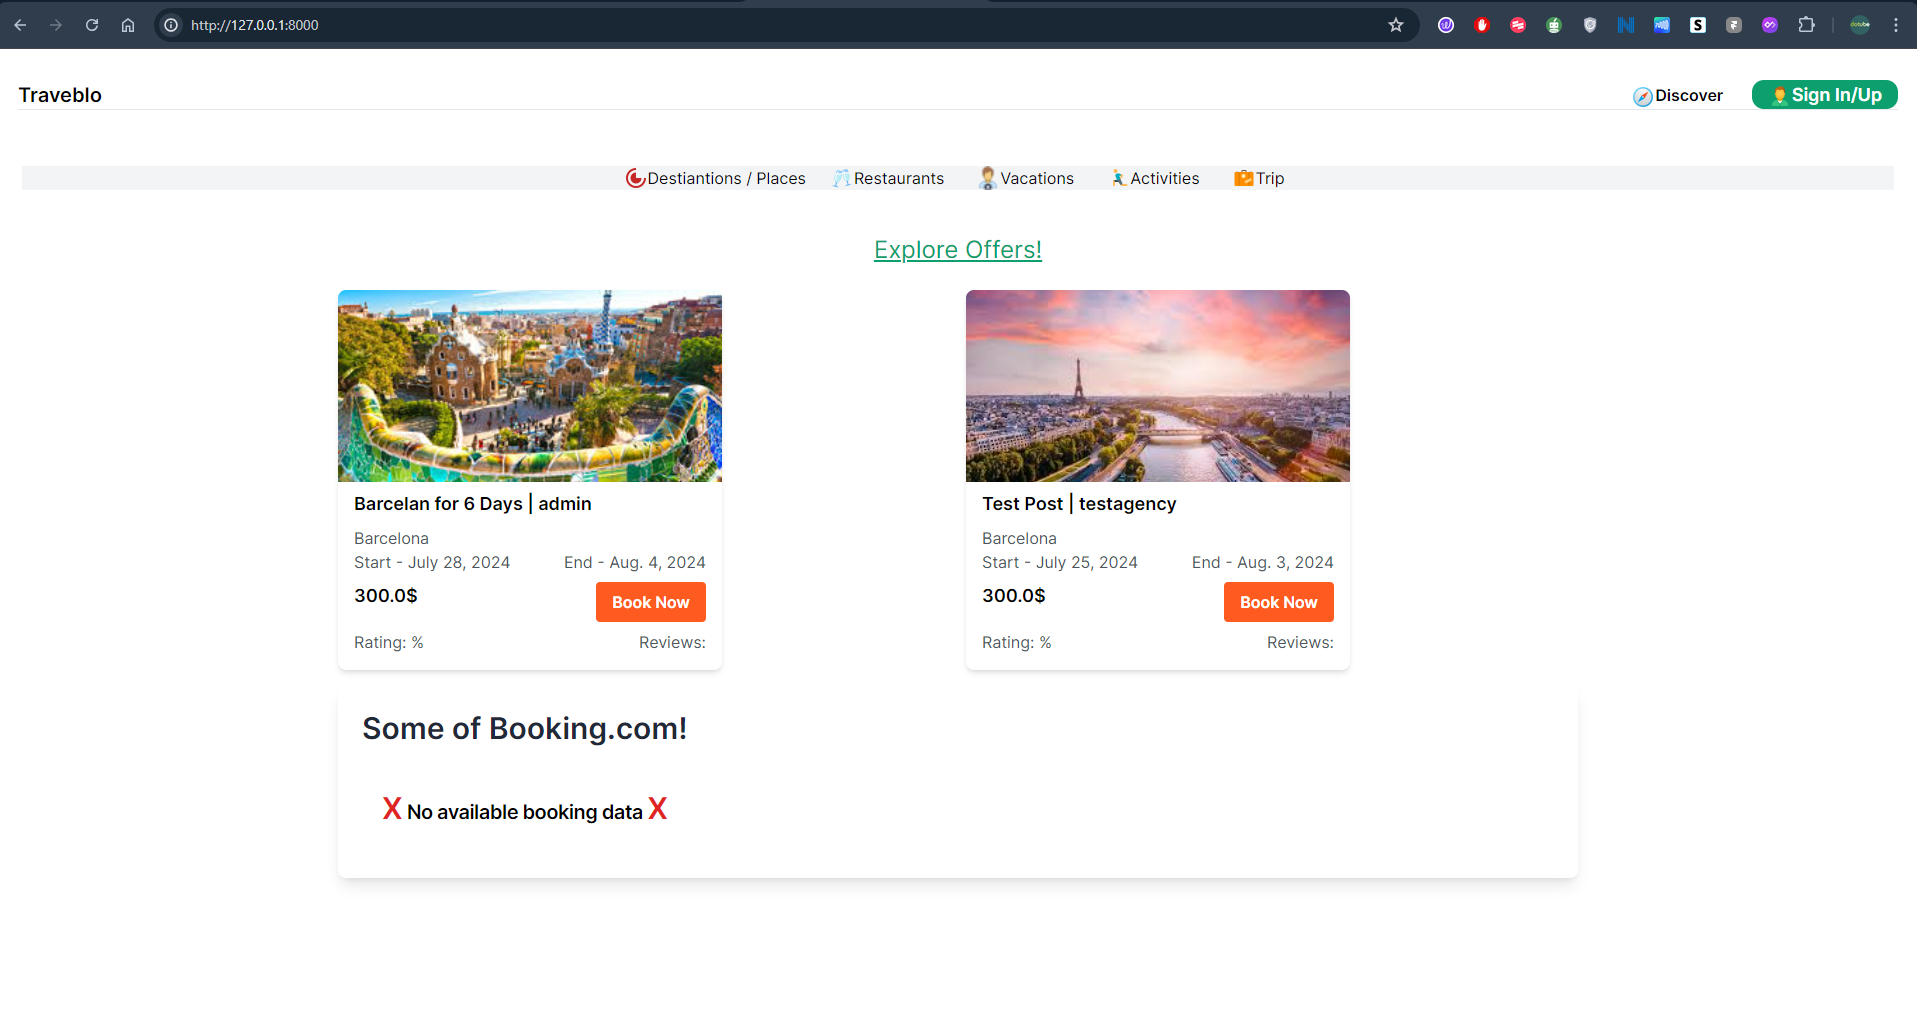 http://127.0.0.1:8000
Traveblo
Discover
Sign In/Up
Destiantions / Places Restaurants Vacations Activities Trip
Explore Offers!
Barcelan for 6 Days | admin
Barcelona
Start - July 28, 2024 End - Aug. 4, 2024
300.0$ Book Now
Rating: % Reviews:
Test Post | testagency
Barcelona
Start - July 25, 2024 End - Aug. 3, 2024
300.0$ Book Now
Rating: % Reviews:
Some of Booking.com!
X No available booking data X